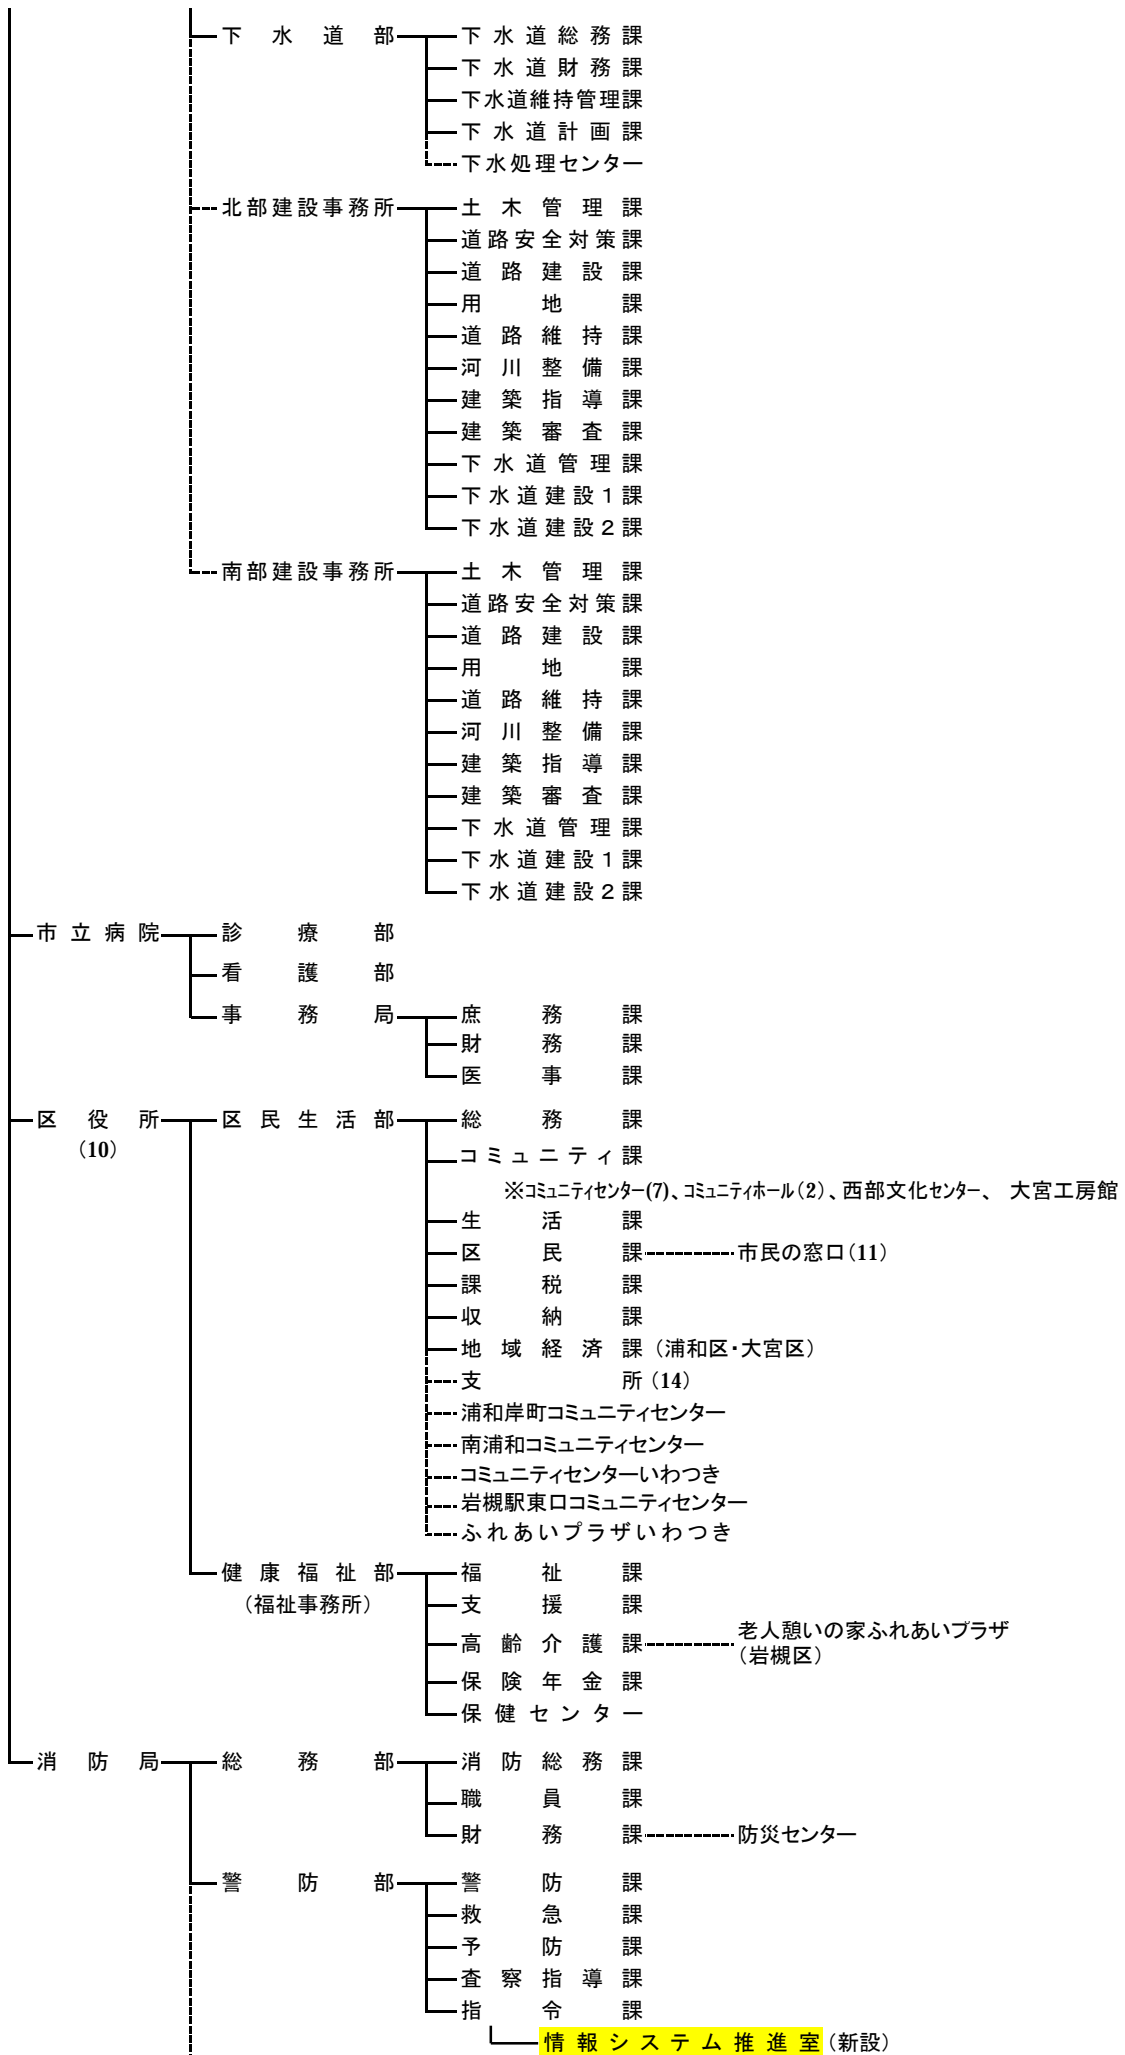 下水道部 下水道総務課
下水道財務課
下水道維持管理課
下水道計画課
下水処理センター
北部建設事務所 土木管理課
道路安全対策課
道路建設課
用地課
道路維持課
河川整備課
建築指導課
建築審査課
下水道管理課
下水道建設1課
下水道建設2課
南部建設事務所 土木管理課
道路安全対策課
道路建設課
用地課
道路維持課
河川整備課
建築指導課
建築審査課
下水道管理課
下水道建設1課
下水道建設2課
市立病院 診療部
看護部
事務局 庶務課
財務課
医事課
区役所 区民生活部 総務課
(10)
コミュニティ課
※コミュニティセンター(7)、コミュニティホール(2)、西部文化センター、 大宮工房館
生活課
区民課 市民の窓口(11)
課税課
収納課
地域経済課(浦和区・大宮区)
支所(14)
浦和岸町コミュニティセンター
南浦和コミュニティセンター
コミュニティセンターいわつき
岩槻駅東口コミュニティセンター
ふれあいプラザいわつき
健康福祉部 福祉課
(福祉事務所) 支援課
高齢介護課 老人憩いの家ふれあいプラザ
(岩槻区)
保険年金課
保健センター
消防局 総務部 消防総務課
職員課
財務課 防災センター
警防部 警防課
救急課
予防課
査察指導課
指令課
情報システム推進室(新設)